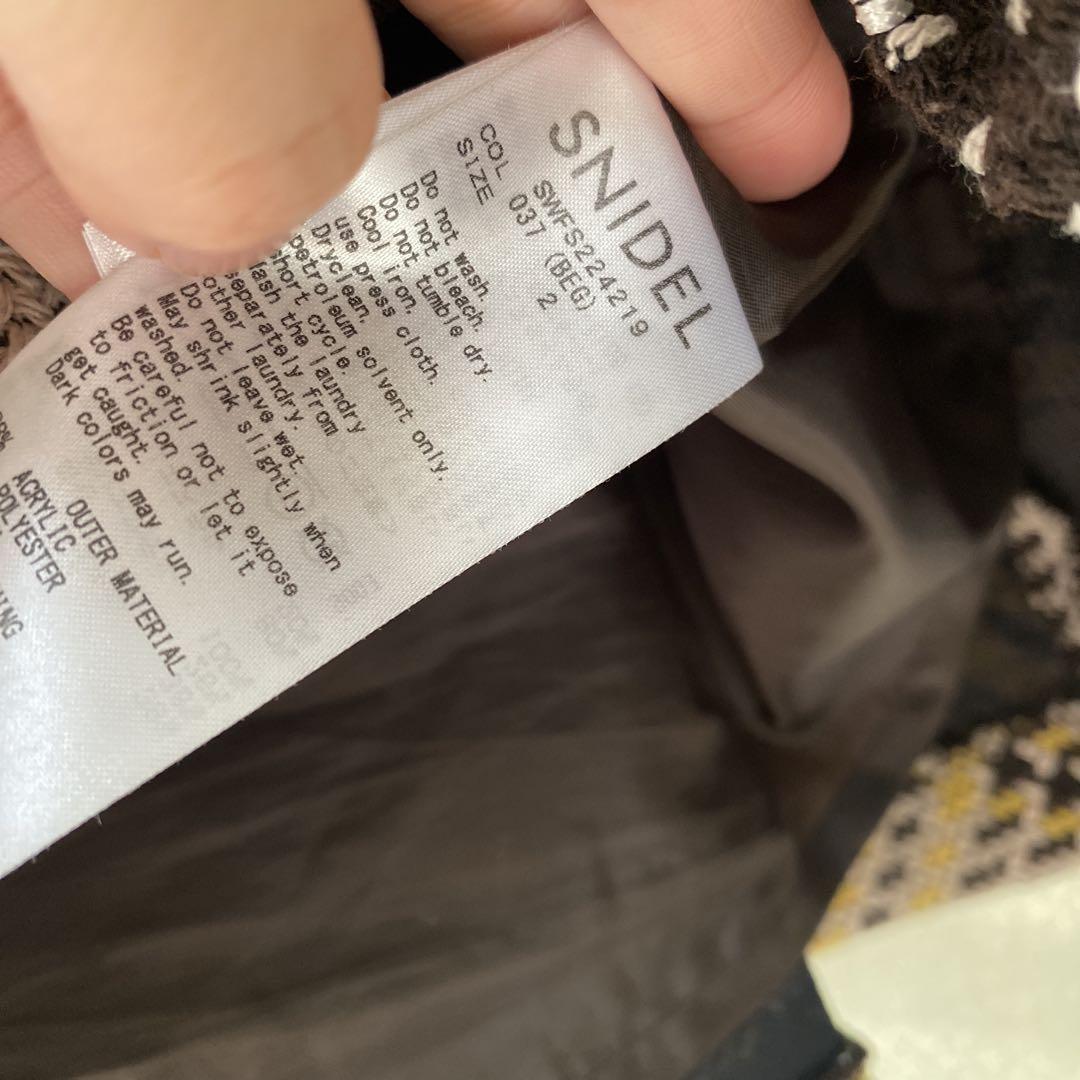 SNIDEL
SWFS224219
COL 037 (BEG)
SIZE 2
Do not wash.
Do not bleach.
Do not tumble dry.
Cool iron.
use press cloth.
Dryclean.
petroleum solvent only,
short cycle.
the laundry
separately from
other laundry.
Do not leave wet.
May shrink slightly when
washed.
Be careful not to expose
to friction or let it
get caught.
Dark colors may run.
OUTER MATERIAL
ACRYLIC
POLYESTER